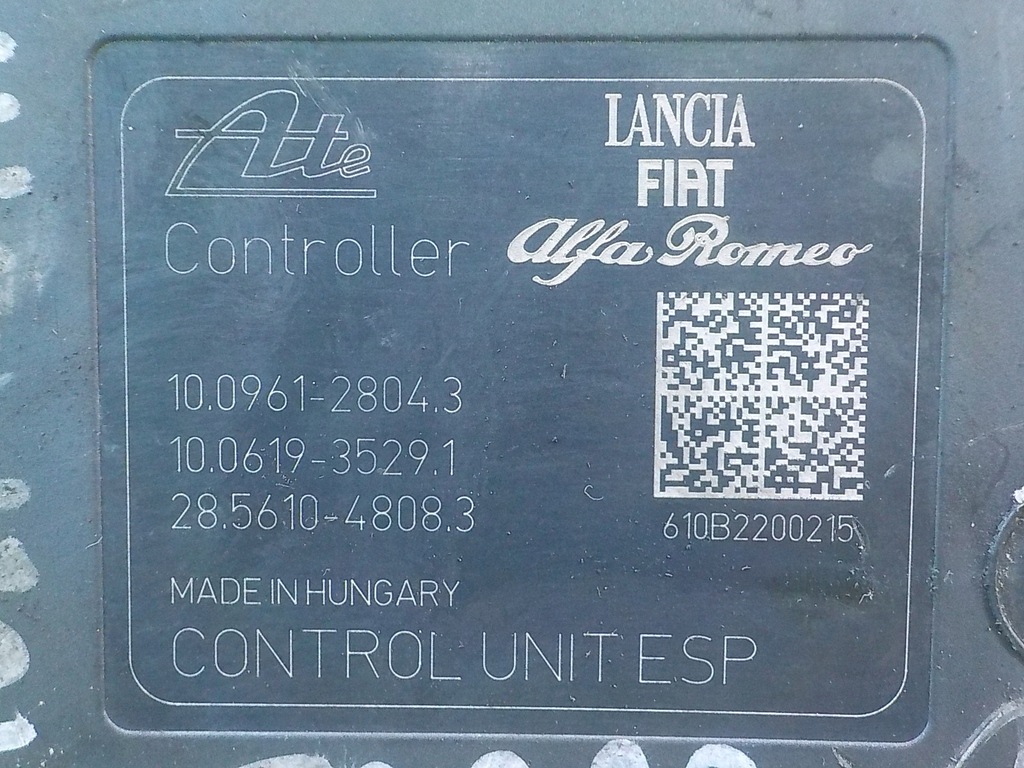 Ate
LANCIA
FIAT
Alfa Romeo
Controller
10.0961-2804.3
10.0619-3529.1
28.5610-4808.3
610B2200215
MADE IN HUNGARY
CONTROL UNIT ESP